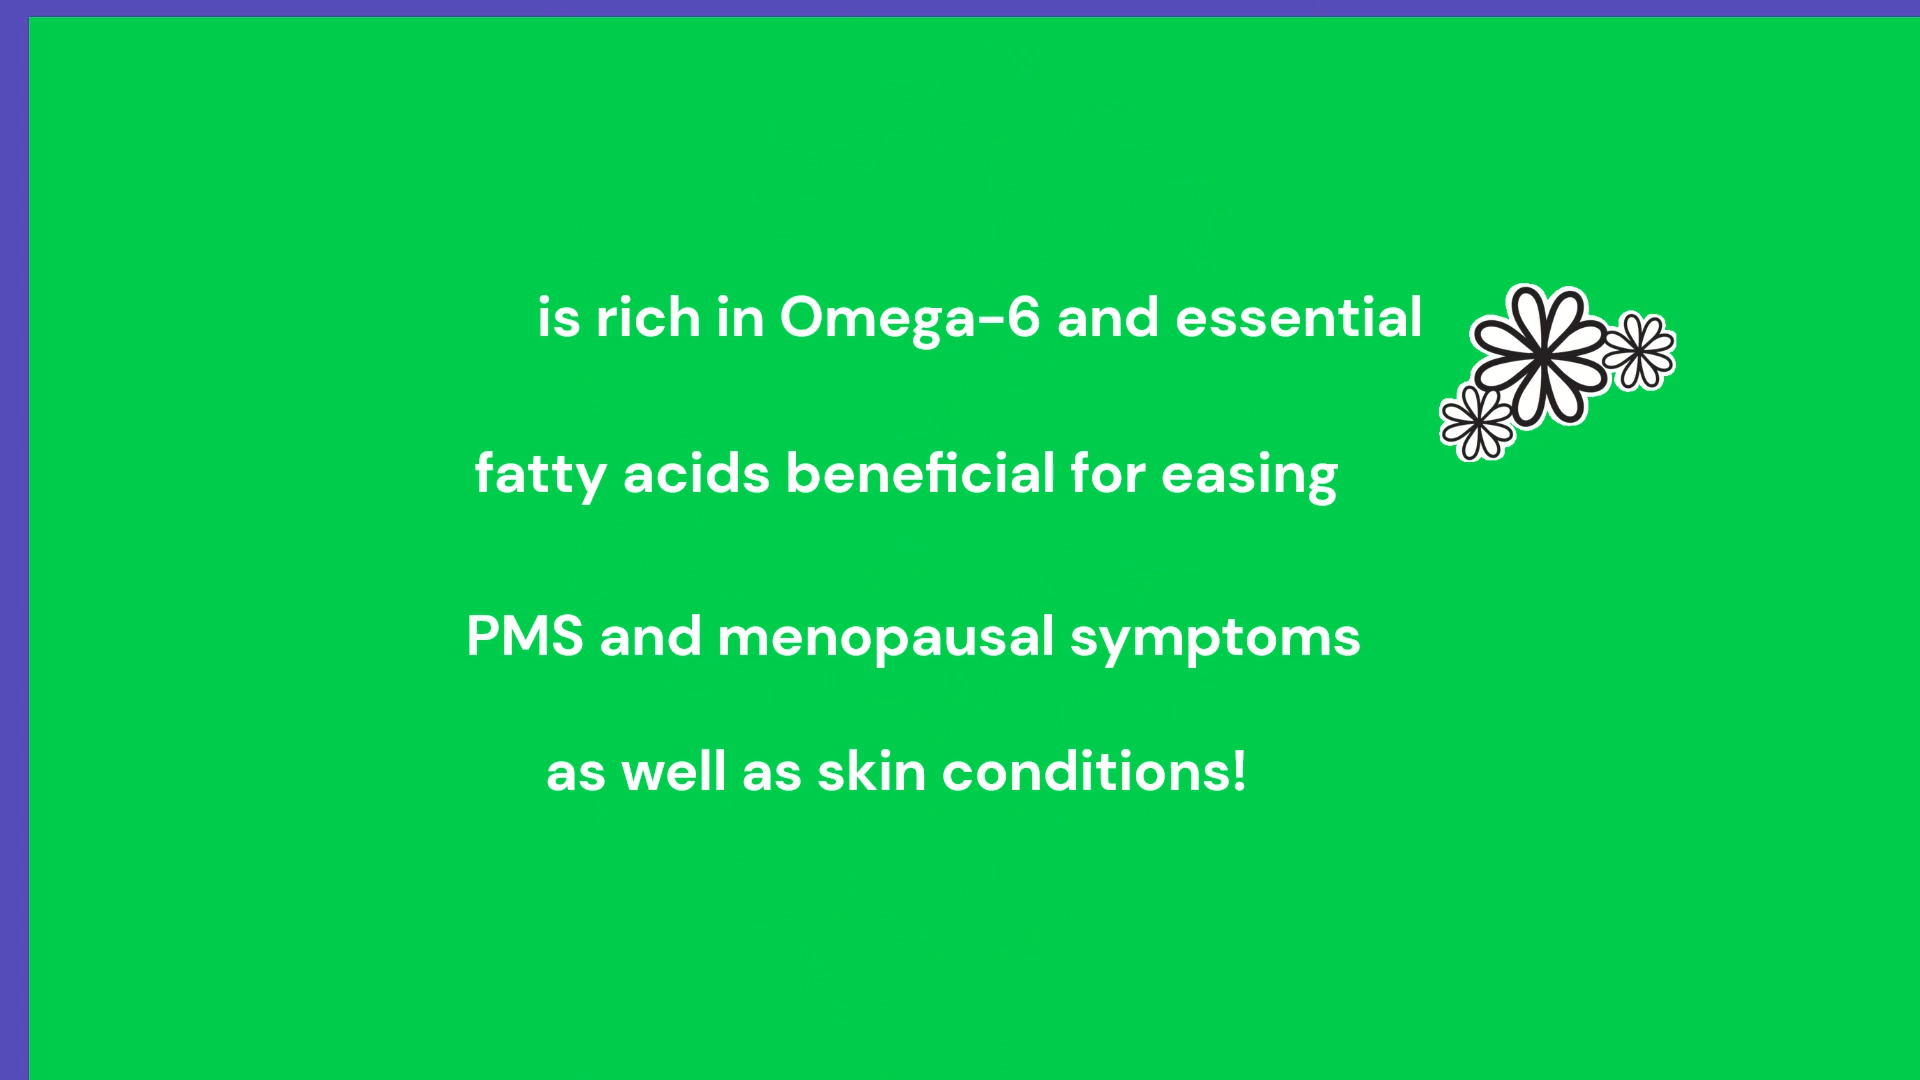 is rich in Omega-6 and essential
fatty acids beneficial for easing
PMS and menopausal symptoms
as well as skin conditions!